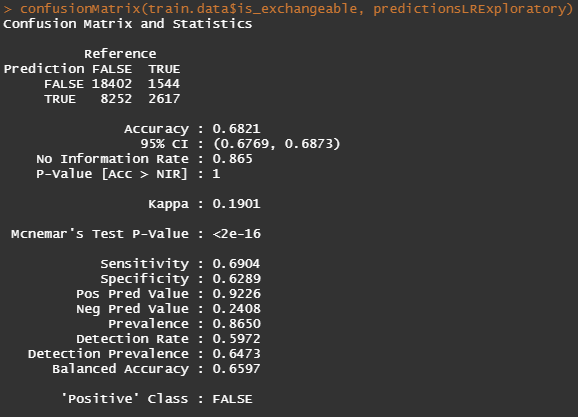 > confusionMatrix(train.data$is_exchangeable, predictionsLRExploratory)
Confusion Matrix and Statistics
Reference
Prediction FALSE TRUE
FALSE 18402 1544
TRUE 8252 2617
Accuracy : 0.6821
95% CI : (0.6769, 0.6873)
No Information Rate : 0.865
P-Value [Acc > NIR] : 1
Kappa : 0.1901
Mcnemar's Test P-Value : <2e-16
Sensitivity : 0.6904
Specificity : 0.6289
Pos Pred Value : 0.9226
Neg Pred Value : 0.2408
Prevalence : 0.8650
Detection Rate : 0.5972
Detection Prevalence : 0.6473
Balanced Accuracy : 0.6597
'Positive' Class : FALSE